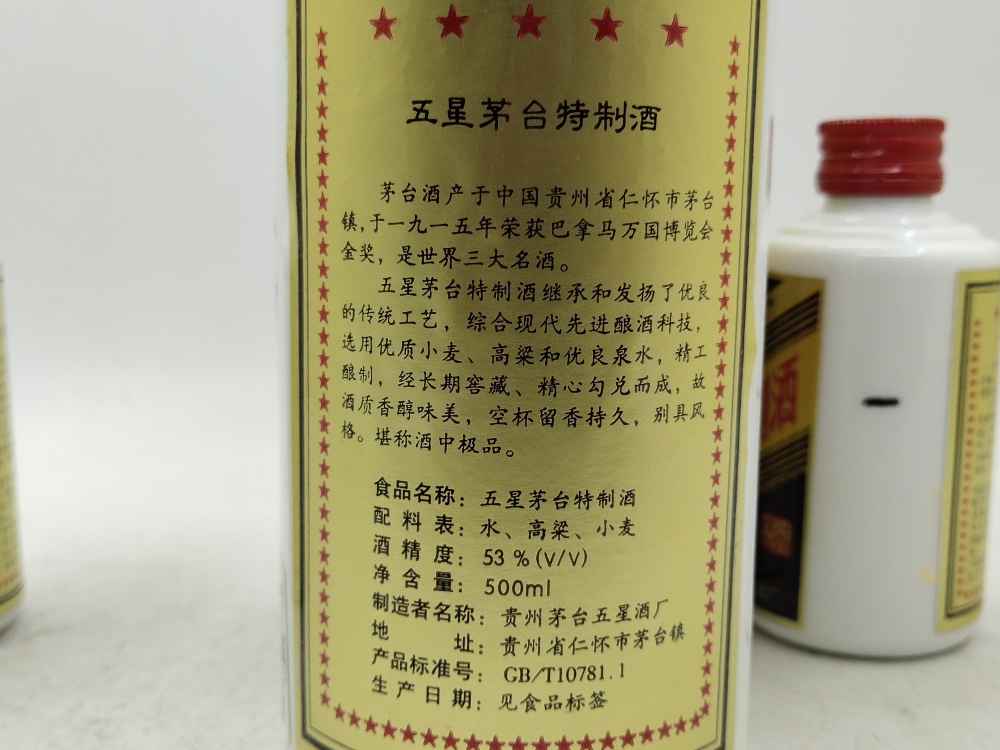 五星茅台特制酒
茅台酒产于中国贵州省仁怀市茅台
镇,于一九一五年荣获巴拿马万国博览会
金奖，是世界三大名酒。
五星茅台特制酒继承和发扬了优良
的传统工艺，综合现代先进酿酒科技，
选用优质小麦、高粱和优良泉水，精工
酿制，经长期窖藏、精心勾兑而成，故
酒质香醇味美，空杯留香持久，别具风
格。堪称酒中极品。
食品名称：五星茅台特制酒
配料表：水、高粱、小麦
酒精度：53％(V/V)
净含量：500ml
制造者名称：贵州茅台五星酒厂
地址：贵州省仁怀市茅台镇
产品标准号：GB/T10781.1
生产日期：见食品标签
酒